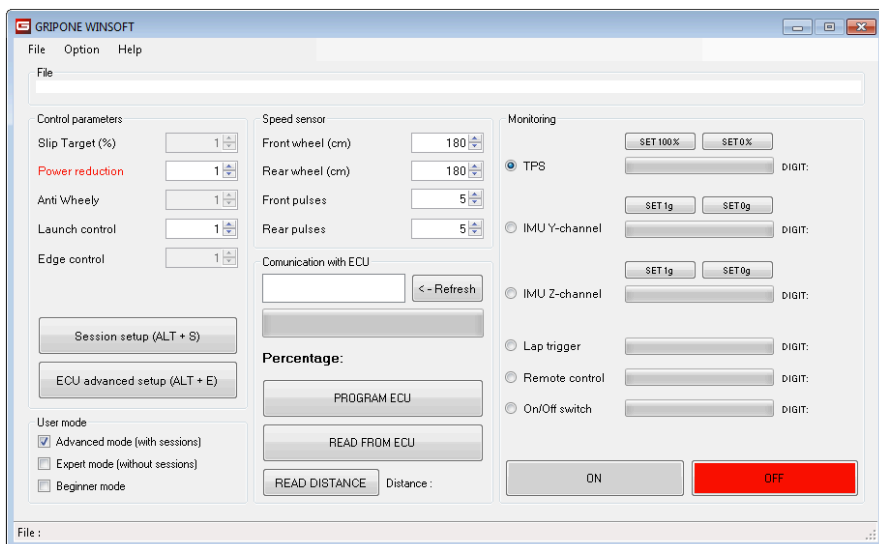 G GRIPONE WINSOFT
File Option Help
File
Control parameters
Slip Target (%) 1
Power reduction 1
Anti Wheely 1
Launch control 1
Edge control 1
Session setup (ALT + S)
ECU advanced setup (ALT + E)
User mode
Advanced mode (with sessions)
Expert mode (without sessions)
Beginner mode
Speed sensor
Front wheel (cm) 180
Rear wheel (cm) 180
Front pulses 5
Rear pulses 5
Comunication with ECU
<- Refresh
Percentage:
PROGRAM ECU
READ FROM ECU
READ DISTANCE Distance :
Monitoring
SET 100% SET 0%
TPS DIGIT:
SET 1g SET 0g
IMU Y-channel DIGIT:
SET 1g SET 0g
IMU Z-channel DIGIT:
Lap trigger DIGIT:
Remote control DIGIT:
On/Off switch DIGIT:
ON OFF
File :